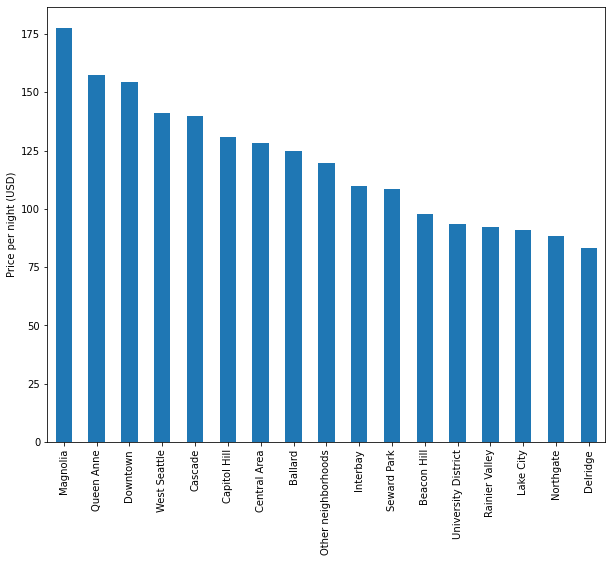 Price per night (USD)
175
150
125
100
75
50
25
0
Magnolia
Queen Anne
Downtown
West Seattle
Cascade
Capitol Hill
Central Area
Ballard
Other neighborhoods
Interbay
Seward Park
Beacon Hill
University District
Rainier Valley
Lake City
Northgate
Delridge